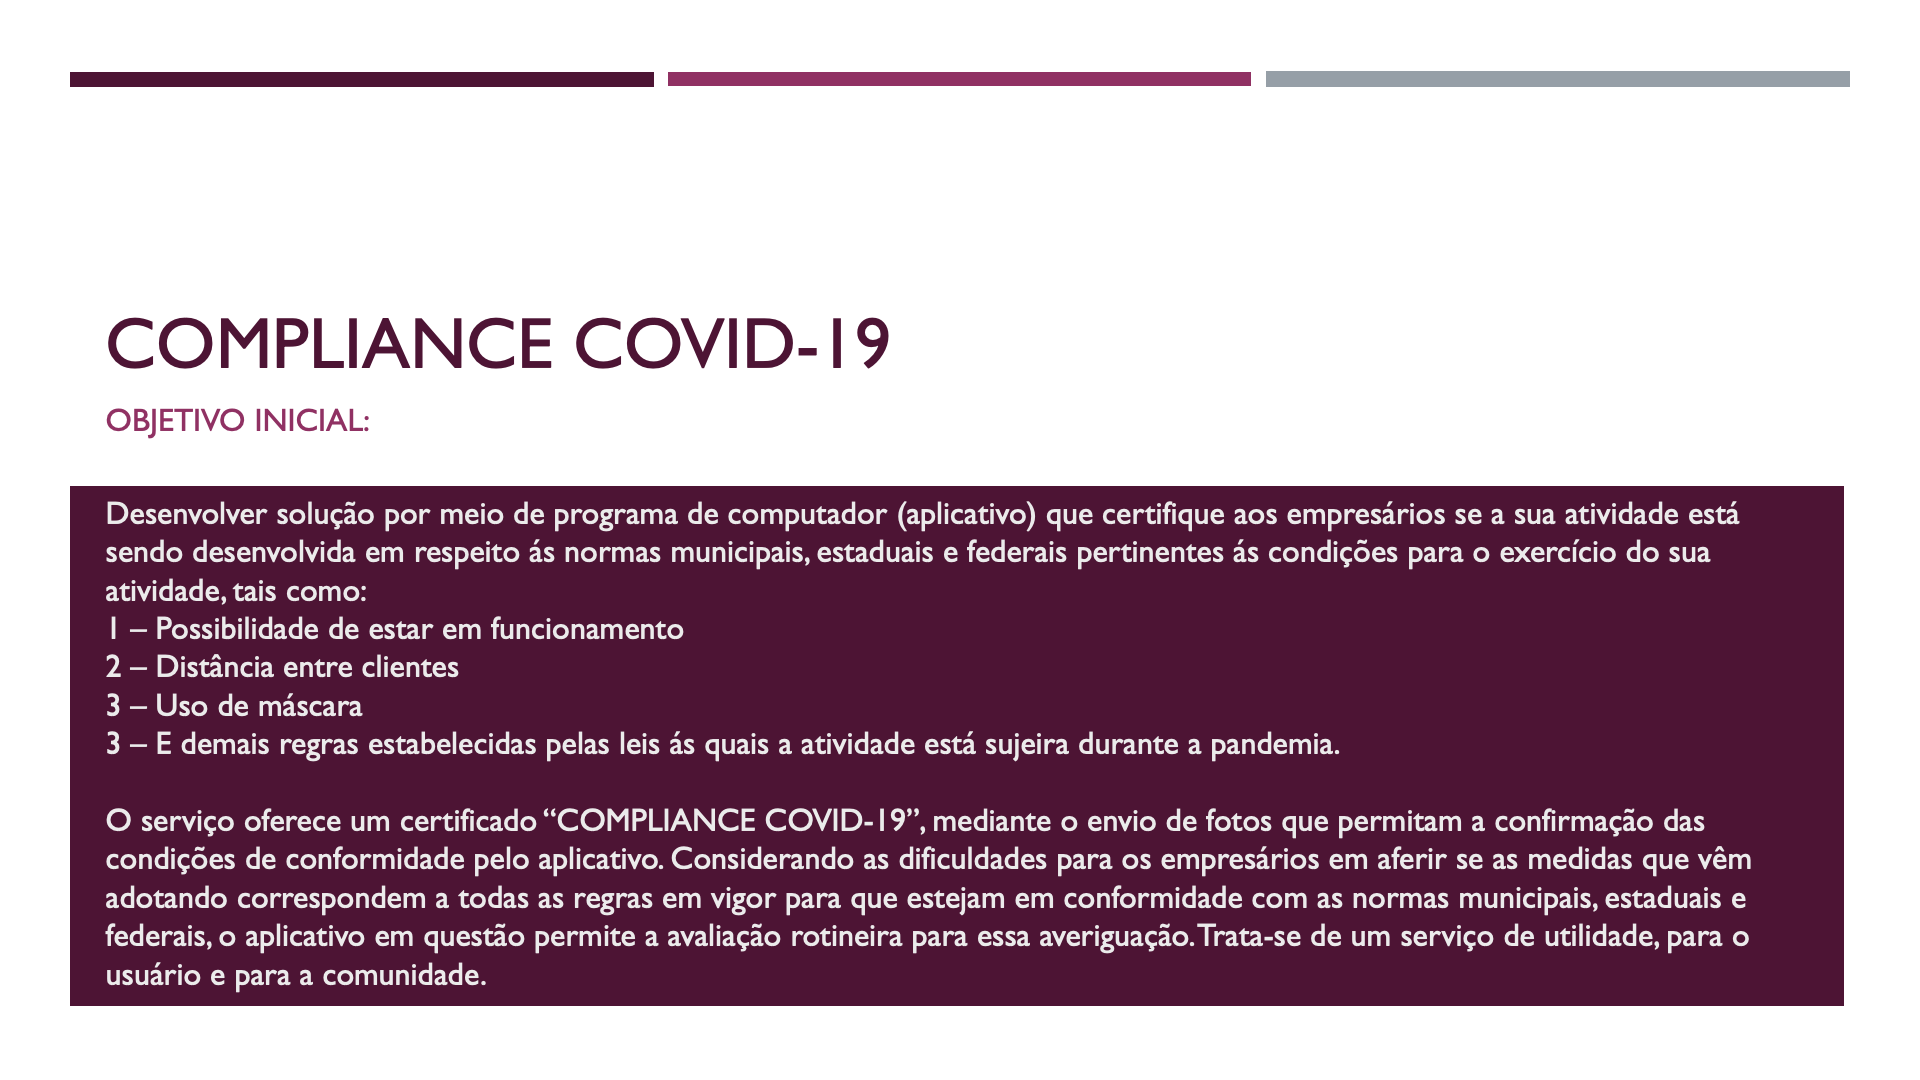 COMPLIANCE COVID-19
OBJETIVO INICIAL:
Desenvolver solução por meio de programa de computador (aplicativo) que certifique aos empresários se a sua atividade está
sendo desenvolvida em respeito ás normas municipais, estaduais e federais pertinentes ás condições para o exercício do sua
atividade, tais como:
1 – Possibilidade de estar em funcionamento
2 – Distância entre clientes
3 – Uso de máscara
3 – E demais regras estabelecidas pelas leis ás quais a atividade está sujeira durante a pandemia.
O serviço oferece um certificado “COMPLIANCE COVID-19”, mediante o envio de fotos que permitam a confirmação das
condições de conformidade pelo aplicativo. Considerando as dificuldades para os empresários em aferir se as medidas que vêm
adotando correspondem a todas as regras em vigor para que estejam em conformidade com as normas municipais, estaduais e
federais, o aplicativo em questão permite a avaliação rotineira para essa averiguação. Trata-se de um serviço de utilidade, para o
usuário e para a comunidade.